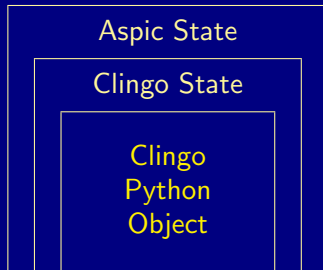 Aspic State
Clingo State
Clingo
Python
Object